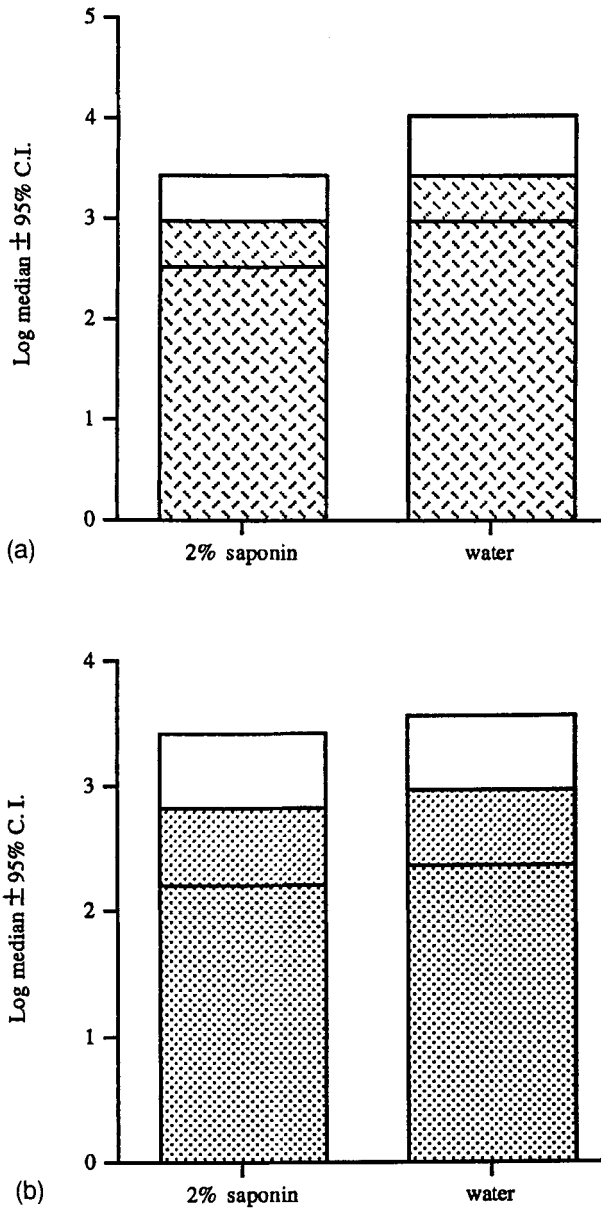 5
4
3
2
1
0
Log median ± 95% C.I.
2% saponin
water
(a)
4
3
2
1
0
Log median ± 95% C. I.
2% saponin
water
(b)